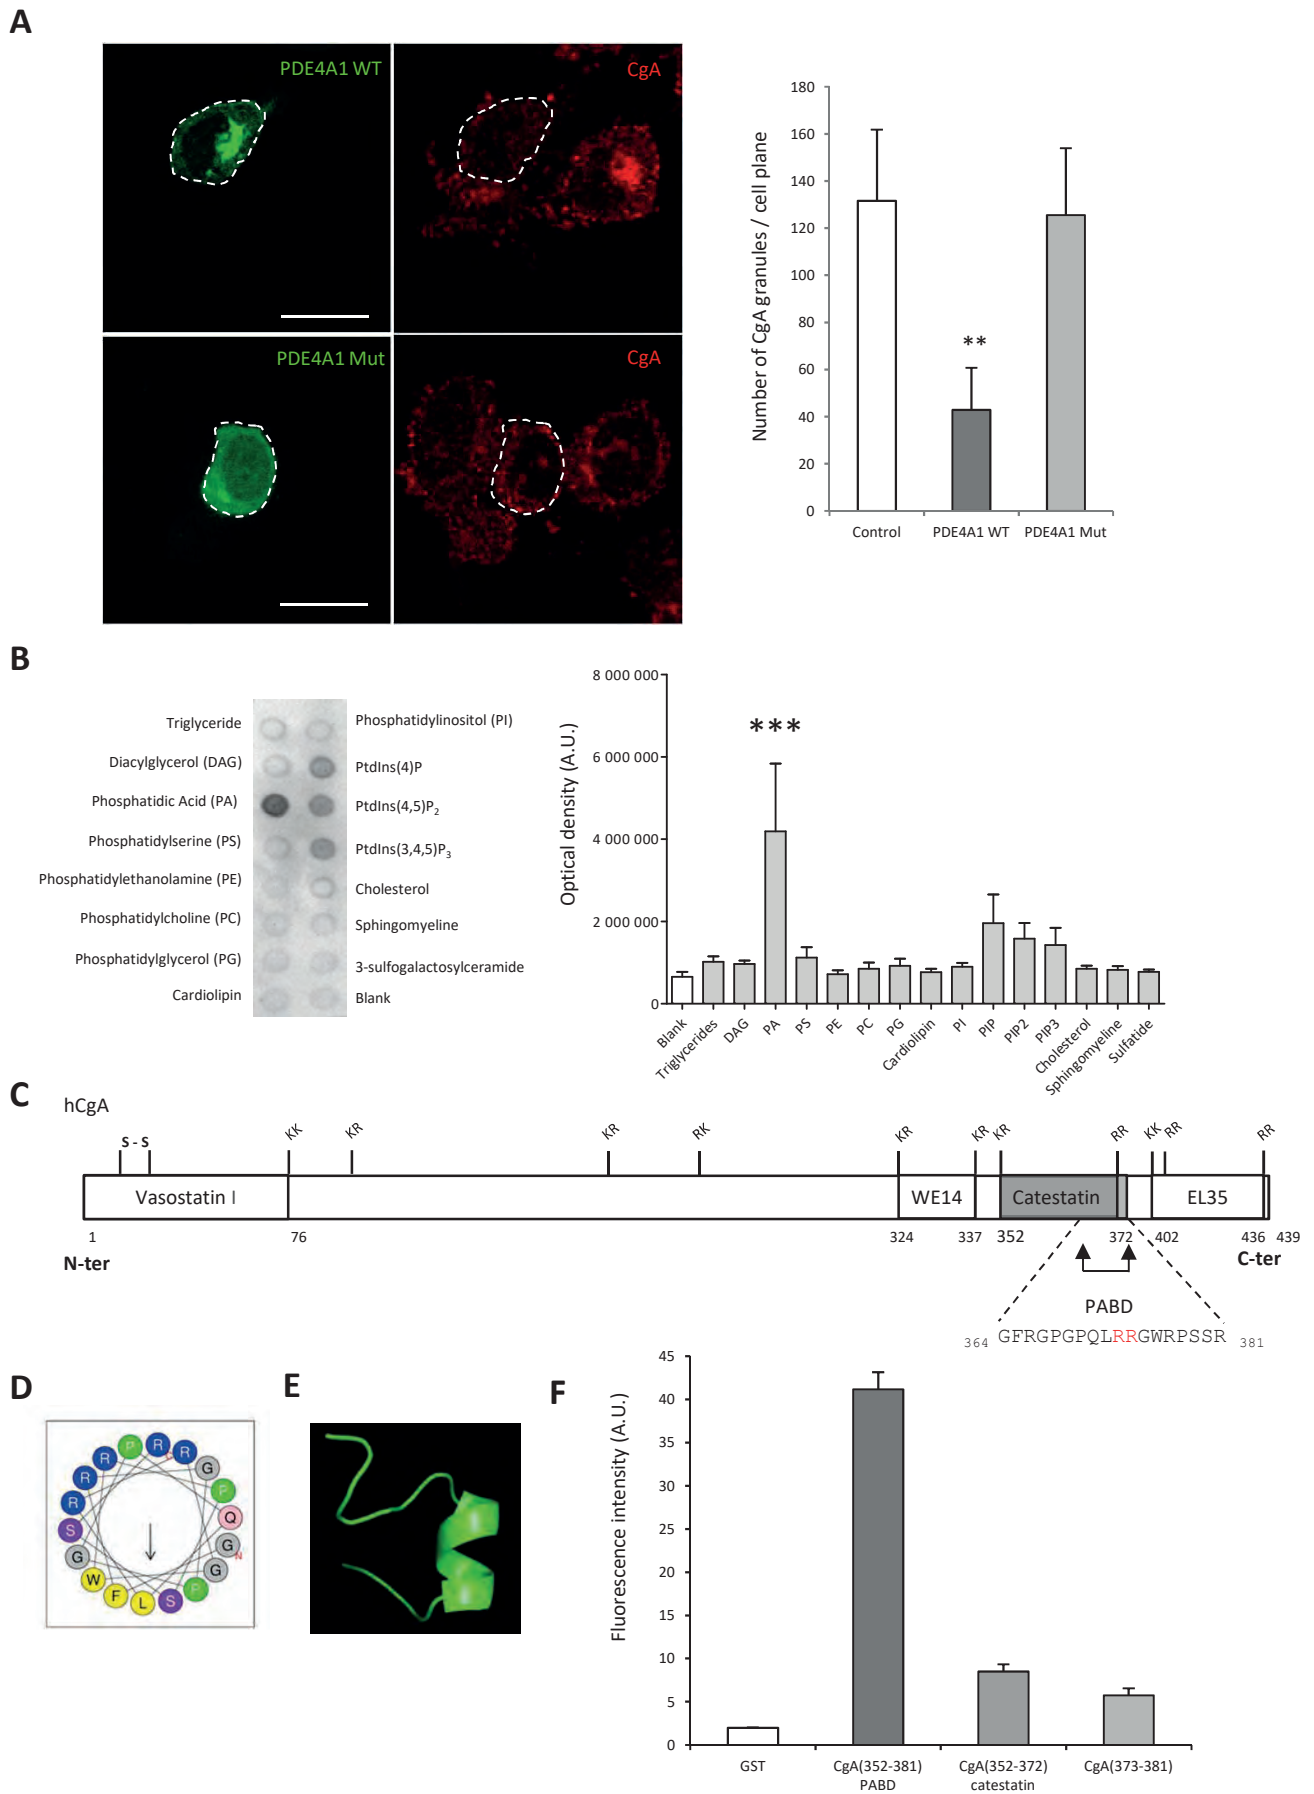 A
PDE4A1 WT
CgA
PDE4A1 Mut
CgA
Number of CgA granules / cell plane
180
160
140
120
100
80
60
40
20
0
**
Control
PDE4A1 WT
PDE4A1 Mut
B
Triglyceride
Diacylglycerol (DAG)
Phosphatidic Acid (PA)
Phosphatidylserine (PS)
Phosphatidylethanolamine (PE)
Phosphatidylcholine (PC)
Phosphatidylglycerol (PG)
Cardiolipin
Phosphatidylinositol (PI)
PtdIns(4)P
PtdIns(4,5)P2
PtdIns(3,4,5)P3
Cholesterol
Sphingomyeline
3-sulfogalactosylceramide
Blank
Optical density (A.U.)
8 000 000
6 000 000
4 000 000
2 000 000
0
***
Blank
Triglycerides
DAG
PA
PS
PE
PC
PG
Cardiolipin
PI
PIP
PIP2
PIP3
Cholesterol
Sphingomyeline
Sulfatide
C
hCgA
S - S
KK
KR
KR
RK
KR
KR
KR
RR
KK
RR
RR
Vasostatin I
WE14
Catestatin
EL35
1
76
324
337
352
372
402
436
439
N-ter
C-ter
PABD
364 GFRGPGPQLRRGWRPSSR 381
D
P
R
R
G
P
Q
G
N
G
P
S
L
F
W
G
S
R
R
R
E
F
Fluorescence intensity (A.U.)
45
40
35
30
25
20
15
10
5
0
GST
CgA(352-381)
PABD
CgA(352-372)
catestatin
CgA(373-381)